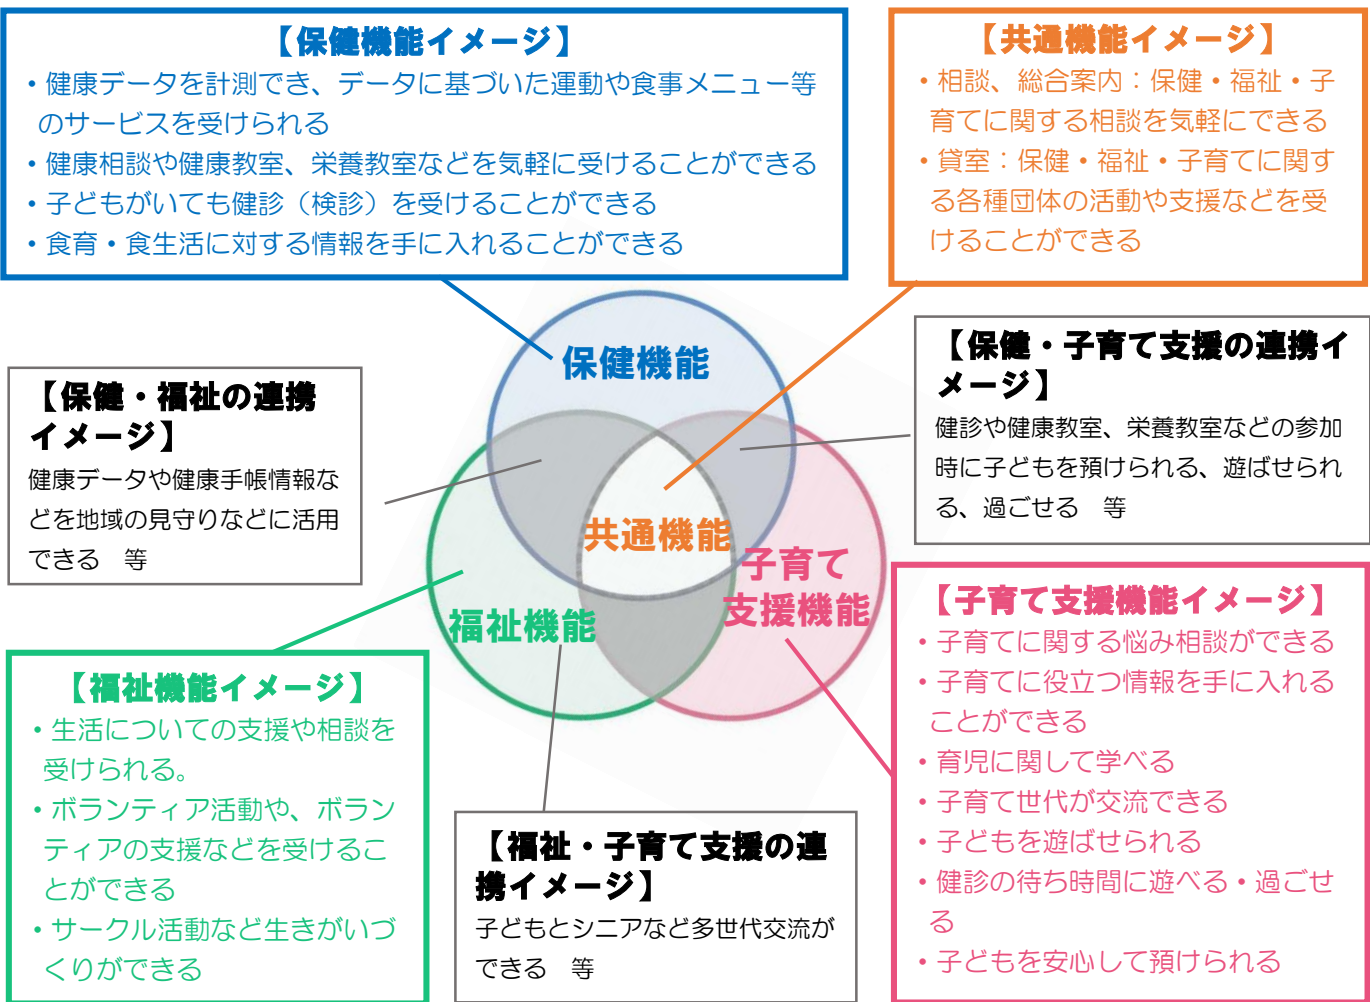 【保健機能イメージ】
・健康データを計測でき、データに基づいた運動や食事メニュー等
のサービスを受けられる
・健康相談や健康教室、栄養教室などを気軽に受けることができる
・子どもがいても健診（検診）を受けることができる
・食育・食生活に対する情報を手に入れることができる
【共通機能イメージ】
・相談、総合案内：保健・福祉・子
育てに関する相談を気軽にできる
・貸室：保健・福祉・子育てに関す
る各種団体の活動や支援などを受
けることができる
【保健・福祉の連携
イメージ】
健康データや健康手帳情報な
どを地域の見守りなどに活用
できる　等
保健機能
共通機能
福祉機能
子育て
支援機能
【保健・子育て支援の連携イ
メージ】
健診や健康教室、栄養教室などの参加
時に子どもを預けられる、遊ばせられ
る、過ごせる　等
【福祉機能イメージ】
・生活についての支援や相談を
受けられる。
・ボランティア活動や、ボラン
ティアの支援などを受けるこ
とができる
・サークル活動など生きがいづ
くりができる
【福祉・子育て支援の連
携イメージ】
子どもとシニアなど多世代交流が
できる　等
【子育て支援機能イメージ】
・子育てに関する悩み相談ができる
・子育てに役立つ情報を手に入れる
ことができる
・育児に関して学べる
・子育て世代が交流できる
・子どもを遊ばせられる
・健診の待ち時間に遊べる・過ごせ
る
・子どもを安心して預けられる